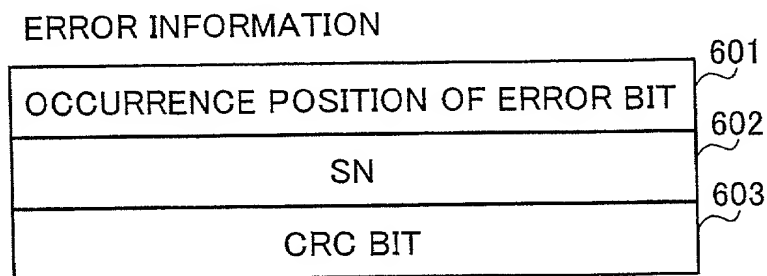 ERROR INFORMATION
601
OCCURRENCE POSITION OF ERROR BIT
602
SN
603
CRC BIT